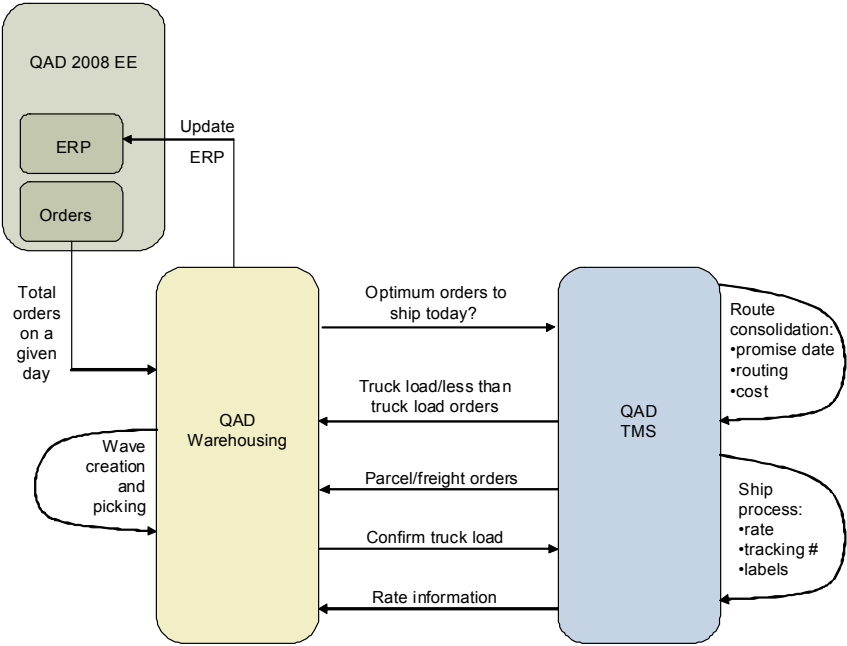 QAD 2008 EE
ERP
Orders
Update
ERP
Total
orders
on a
given
day
Optimum orders to
ship today?
Route
consolidation:
•promise date
•routing
•cost
Truck load/less than
truck load orders
QAD
Warehousing
QAD
TMS
Wave
creation
and
picking
Parcel/freight orders
Ship
process:
•rate
•tracking #
•labels
Confirm truck load
Rate information